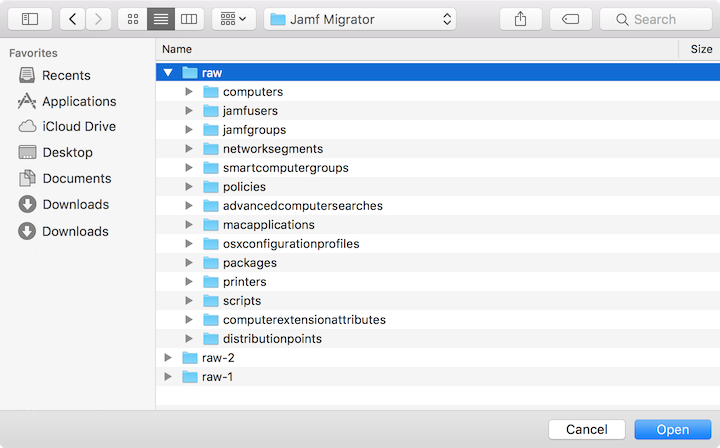 Jamf Migrator
Search
Favorites
Name
Size
Recents
Applications
iCloud Drive
Desktop
Documents
Downloads
Downloads
raw
computers
jamfusers
jamfgroups
networksegments
smartcomputergroups
policies
advancedcomputersearches
macapplications
osxconfigurationprofiles
packages
printers
scripts
computerextensionattributes
distributionpoints
raw-2
raw-1
Cancel
Open